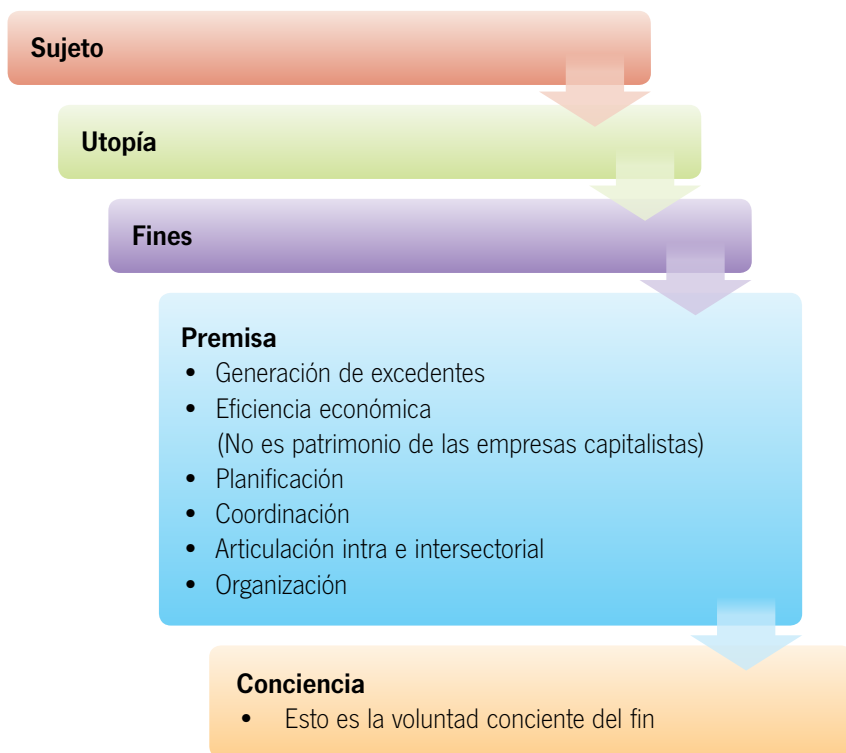 Sujeto
Utopía
Fines
Premisa
• Generación de excedentes
• Eficiencia económica
(No es patrimonio de las empresas capitalistas)
• Planificación
• Coordinación
• Articulación intra e intersectorial
• Organización
Conciencia
• Esto es la voluntad conciente del fin